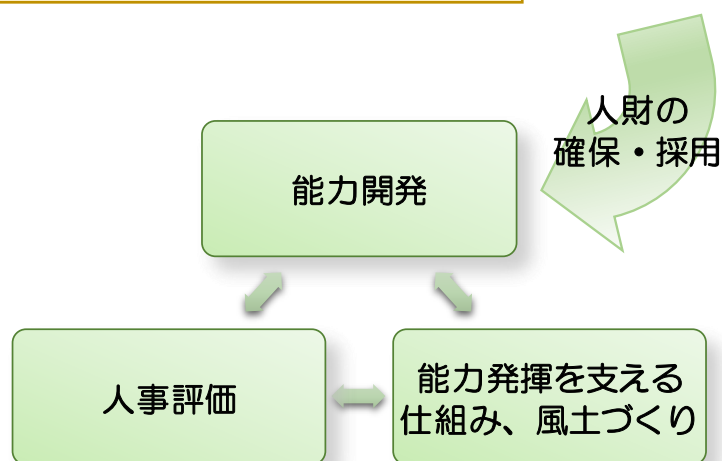 人財の
確保・採用
能力開発
人事評価
能力発揮を支える
仕組み、風土づくり